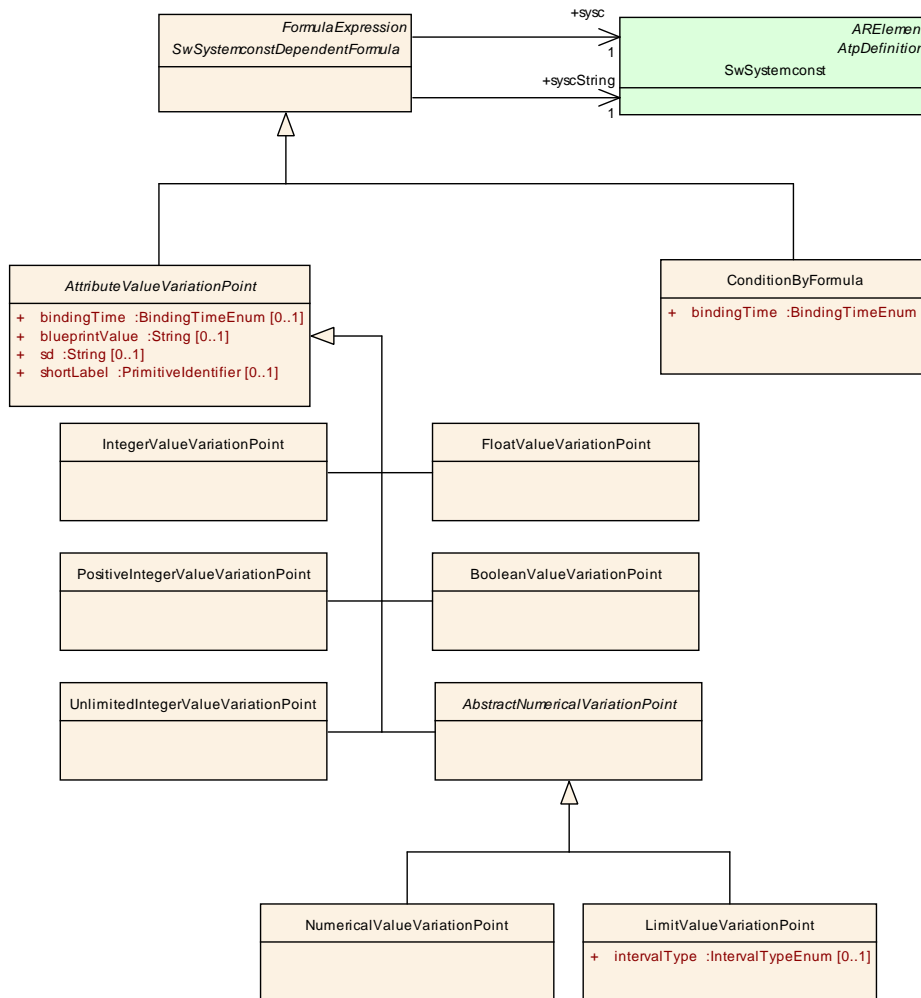 FormulaExpression
SwSystemconstDependentFormula
+sysc
1
+syscString
1
ARElemen
AtpDefinition
SwSystemconst
AttributeValueVariationPoint
+ bindingTime :BindingTimeEnum [0..1]
+ blueprintValue :String [0..1]
+ sd :String [0..1]
+ shortLabel :PrimitiveIdentifier [0..1]
ConditionByFormula
+ bindingTime :BindingTimeEnum
IntegerValueVariationPoint
FloatValueVariationPoint
PositiveIntegerValueVariationPoint
BooleanValueVariationPoint
UnlimitedIntegerValueVariationPoint
AbstractNumericalVariationPoint
NumericalValueVariationPoint
LimitValueVariationPoint
+ intervalType :IntervalTypeEnum [0..1]